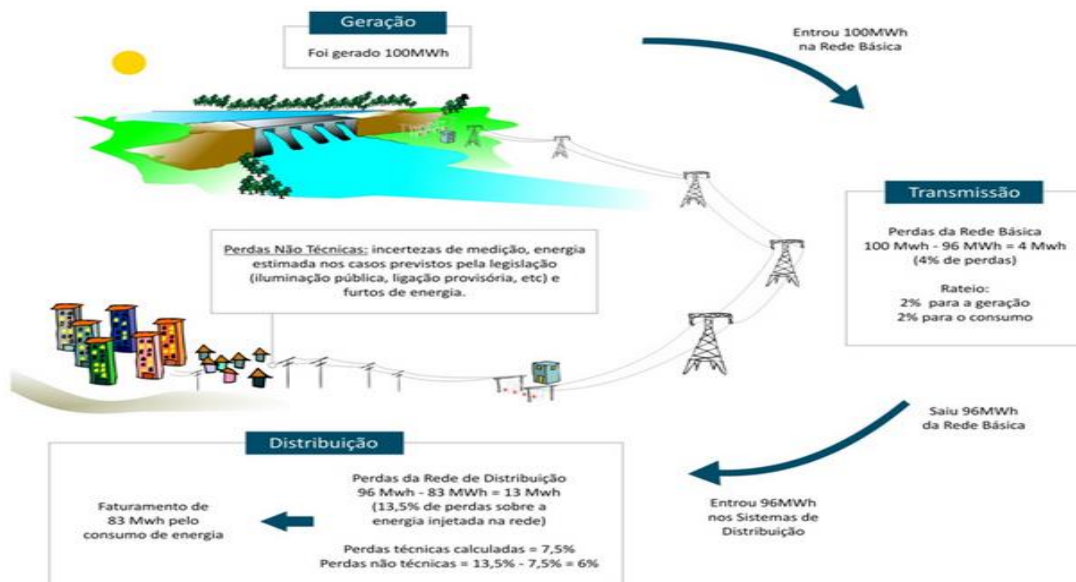 Geração
Foi gerado 100MWh
Entrou 100MWh
na Rede Básica
Transmissão
Perdas da Rede Básica
100 Mwh - 96 MWh = 4 Mwh
(4% de perdas)
Rateio:
2% para a geração
2% para o consumo
Perdas Não Técnicas: incertezas de medição, energia
estimada nos casos previstos pela legislação
(iluminação pública, ligação provisória, etc) e
furtos de energia.
Saiu 96MWh
da Rede Básica
Entrou 96MWh
nos Sistemas de
Distribuição
Distribuição
Perdas da Rede de Distribuição
96 Mwh - 83 MWh = 13 Mwh
(13,5% de perdas sobre a
energia injetada na rede)
Perdas técnicas calculadas = 7,5%
Perdas não técnicas = 13,5% - 7,5% = 6%
Faturamento de
83 Mwh pelo
consumo de energia